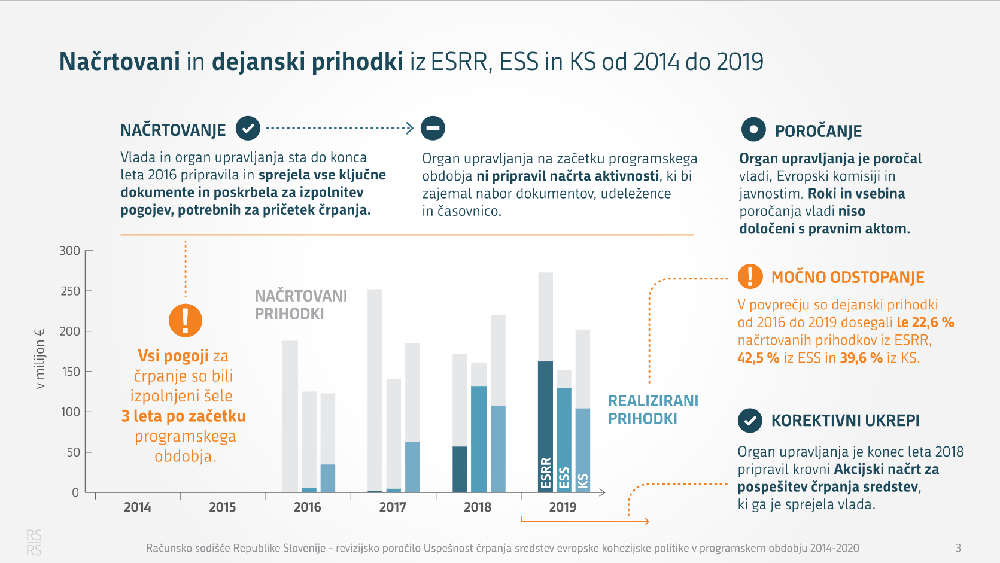 Načrtovani in dejanski prihodki iz ESRR, ESS in KS od 2014 do 2019
NAČRTOVANJE
Vlada in organ upravljanja sta do konca
leta 2016 pripravila in sprejela vse ključne
dokumente in poskrbela za izpolnitev
pogojev, potrebnih za pričetek črpanja.
Organ upravljanja na začetku programskega
obdobja ni pripravil načrta aktivnosti, ki bi
zajemal nabor dokumentov, udeležence
in časovnico.
POROČANJE
Organ upravljanja je poročal
vladi, Evropski komisiji in
javnostim. Roki in vsebina
poročanja vladi niso
določeni s pravnim aktom.
MOČNO ODSTOPANJE
V povprečju so dejanski prihodki
od 2016 do 2019 dosegali le 22,6 %
načrtovanih prihodkov iz ESRR,
42,5 % iz ESS in 39,6 % iz KS.
KOREKTIVNI UKREPI
Organ upravljanja je konec leta 2018
pripravil krovni Akcijski načrt za
pospešitev črpanja sredstev,
ki ga je sprejela vlada.
v milijon €
300
250
200
150
100
50
0
Vsi pogoji za
črpanje so bili
izpolnjeni šele
3 leta po začetku
programskega
obdobja.
NAČRTOVANI
PRIHODKI
REALIZIRANI
PRIHODKI
ESRR
ESS
KS
2014
2015
2016
2017
2018
2019
RS
RS
Računsko sodišče Republike Slovenije - revizijsko poročilo Uspešnost črpanja sredstev evropske kohezijske politike v programskem obdobju 2014-2020
3